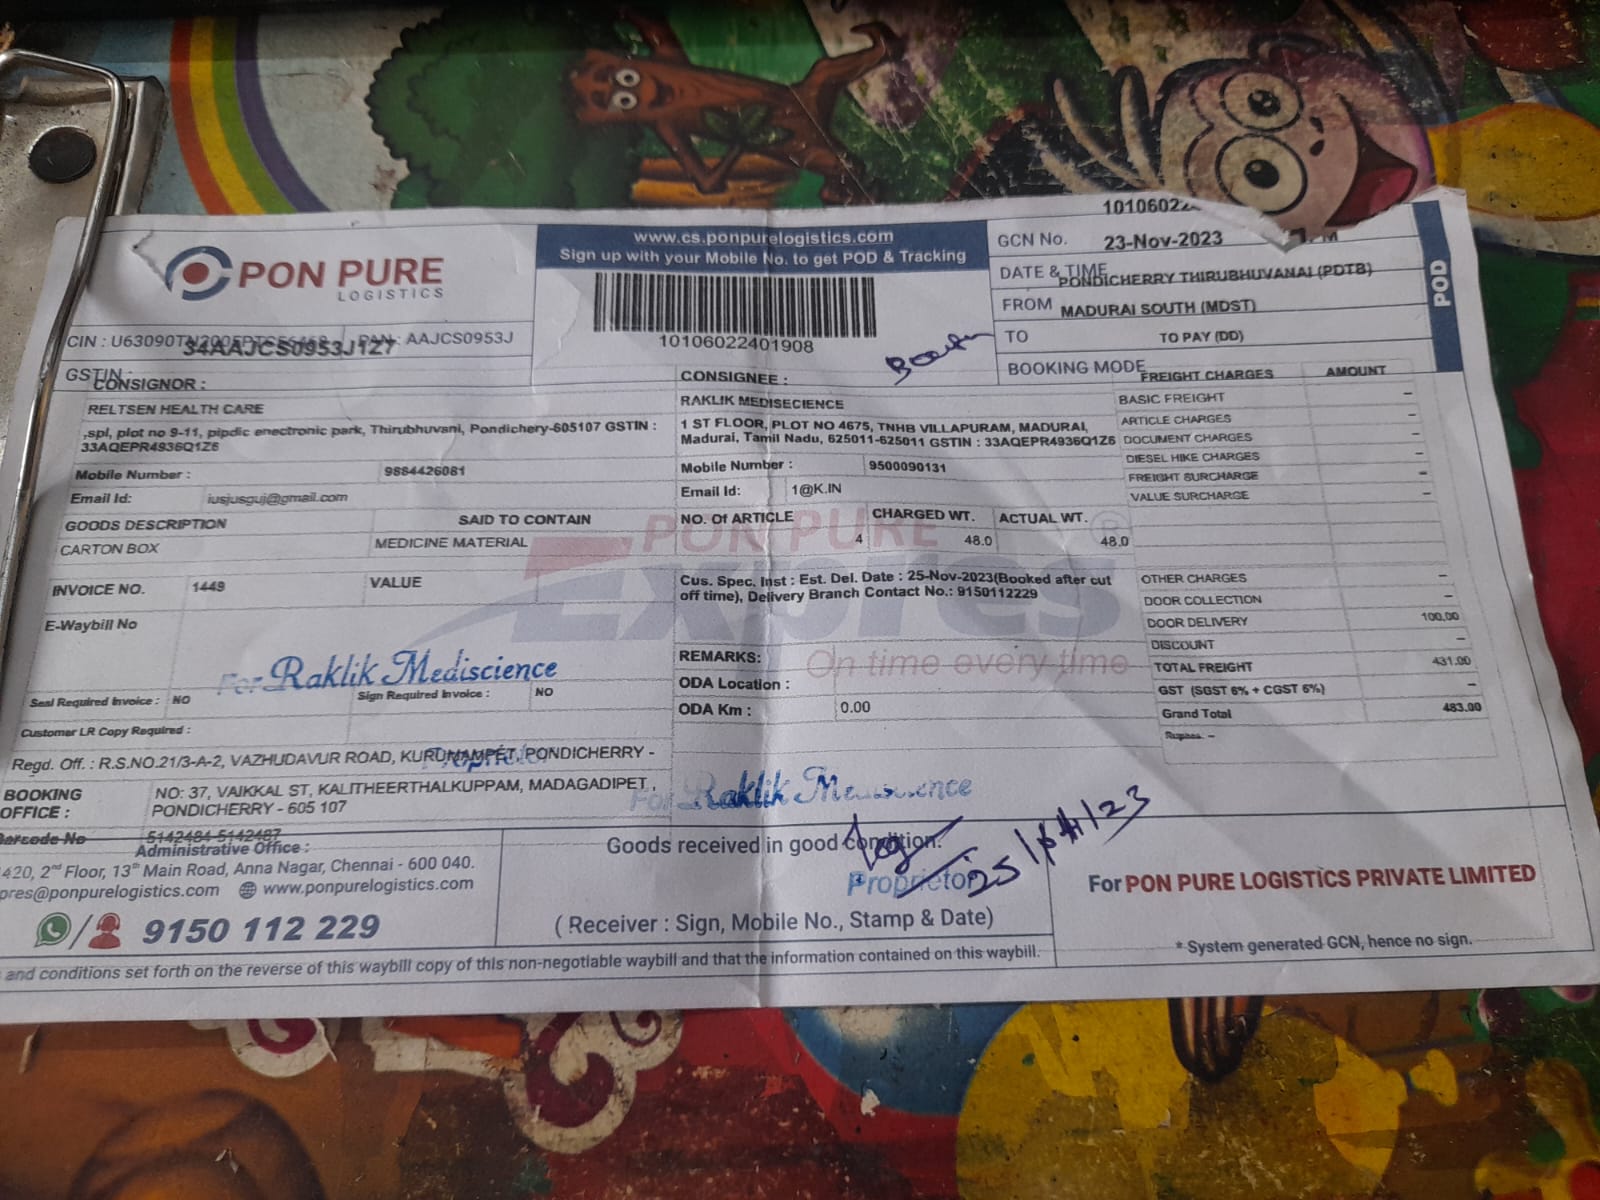 PON PURE
LOGISTICS
www.cs.ponpurelogistics.com
Sign up with your Mobile No. to get POD & Tracking
10106022401908
GCN No.
23-Nov-2023
DATE & TIME
PONDICHERRY THIRUBHUVANAI (PDTB)
FROM MADURAI SOUTH (MDST)
TO TO PAY (DD)
BOOKING MODE
POD
PAN : AAJCS0953J
34AAJCS0953J1Z7
GSTIN :
CONSIGNOR :
RELTSEN HEALTH CARE
,spl, plot no 9-11, pipdic enectronic park, Thirubhuvani, Pondichery-605107 GSTIN :
33AQEPR4936Q1Z6
Mobile Number : 9884426081
Email Id: iusjusguj@gmail.com
GOODS DESCRIPTION SAID TO CONTAIN
CARTON BOX MEDICINE MATERIAL
INVOICE NO. 1449 VALUE
E-Waybill No
For Raklik Mediscience
Seal Required Invoice : NO Sign Required Invoice : NO
Customer LR Copy Required :
Regd. Off. : R.S.NO.21/3-A-2, VAZHUDAVUR ROAD, KURUMAMPET, PONDICHERRY -
BOOKING OFFICE : NO: 37, VAIKKAL ST, KALITHEERTHALKUPPAM, MADAGADIPET,
PONDICHERRY - 605 107
Barcode No 5142484-5142487
CONSIGNEE :
RAKLIK MEDISECIENCE
1 ST FLOOR, PLOT NO 4675, TNHB VILLAPURAM, MADURAI,
Madurai, Tamil Nadu, 625011-625011 GSTIN : 33AQEPR4936Q1Z6
Mobile Number : 9500090131
Email Id: 1@K.IN
NO. Of ARTICLE CHARGED WT. ACTUAL WT.
4 48.0 48.0
PON PURE
Expres
On time every time
Cus. Spec. Inst : Est. Del. Date : 25-Nov-2023(Booked after cut
off time), Delivery Branch Contact No.: 9150112229
REMARKS:
ODA Location :
ODA Km : 0.00
FREIGHT CHARGES AMOUNT
BASIC FREIGHT –
ARTICLE CHARGES –
DOCUMENT CHARGES –
DIESEL HIKE CHARGES –
FREIGHT SURCHARGE –
VALUE SURCHARGE –
OTHER CHARGES –
DOOR COLLECTION –
DOOR DELIVERY 100.00
DISCOUNT –
TOTAL FREIGHT 431.00
GST (SGST 6% + CGST 6%) –
Grand Total 483.00
Rupees. –
For Raklik Mediscience
Goods received in good condition.
Proprietor
25/11/23
( Receiver : Sign, Mobile No., Stamp & Date)
For PON PURE LOGISTICS PRIVATE LIMITED
* System generated GCN, hence no sign.
Administrative Office :
420, 2nd Floor, 13th Main Road, Anna Nagar, Chennai - 600 040.
pres@ponpurelogistics.com www.ponpurelogistics.com
9150 112 229
and conditions set forth on the reverse of this waybill copy of this non-negotiable waybill and that the information contained on this waybill.